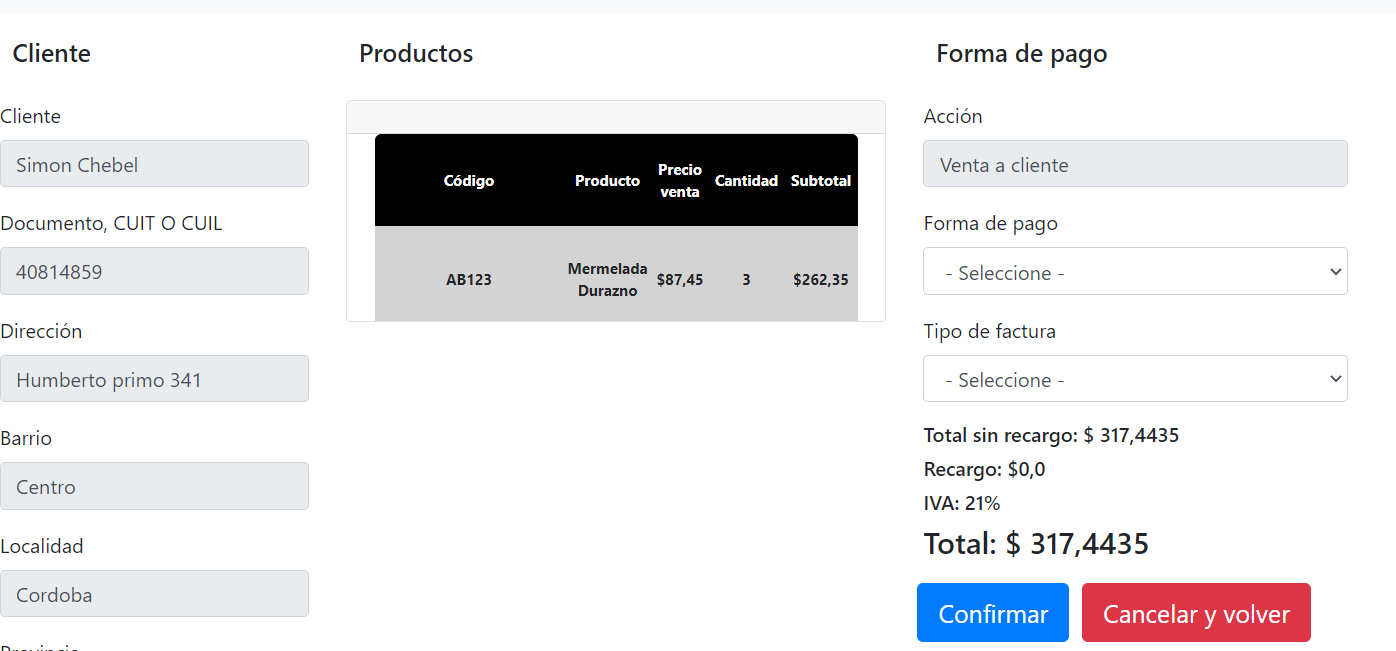 Cliente
Cliente
Simon Chebel
Documento, CUIT O CUIL
40814859
Dirección
Humberto primo 341
Barrio
Centro
Localidad
Cordoba
Provincia
Productos
Código Producto Precio venta Cantidad Subtotal
AB123 Mermelada Durazno $87,45 3 $262,35
Forma de pago
Acción
Venta a cliente
Forma de pago
- Seleccione -
Tipo de factura
- Seleccione -
Total sin recargo: $ 317,4435
Recargo: $0,0
IVA: 21%
Total: $ 317,4435
Confirmar Cancelar y volver